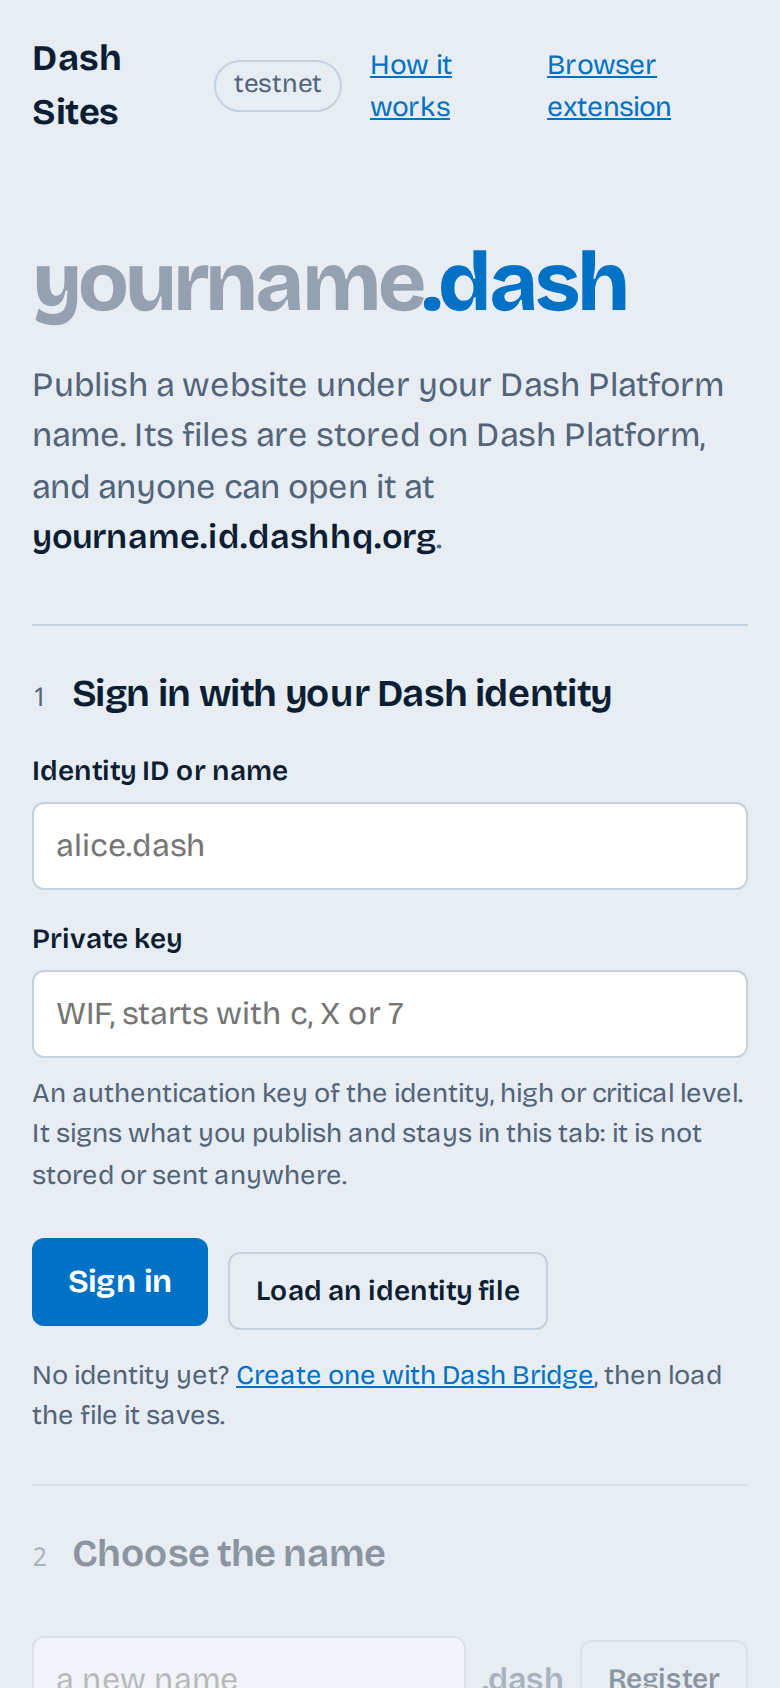 Dash
Sites
testnet
How it
works
Browser
extension
yourname.dash
Publish a website under your Dash Platform
name. Its files are stored on Dash Platform,
and anyone can open it at
yourname.id.dashhq.org.
1 Sign in with your Dash identity
Identity ID or name
alice.dash
Private key
WIF, starts with c, X or 7
An authentication key of the identity, high or critical level.
It signs what you publish and stays in this tab: it is not
stored or sent anywhere.
Sign in
Load an identity file
No identity yet? Create one with Dash Bridge, then load
the file it saves.
2 Choose the name
a new name .dash Register